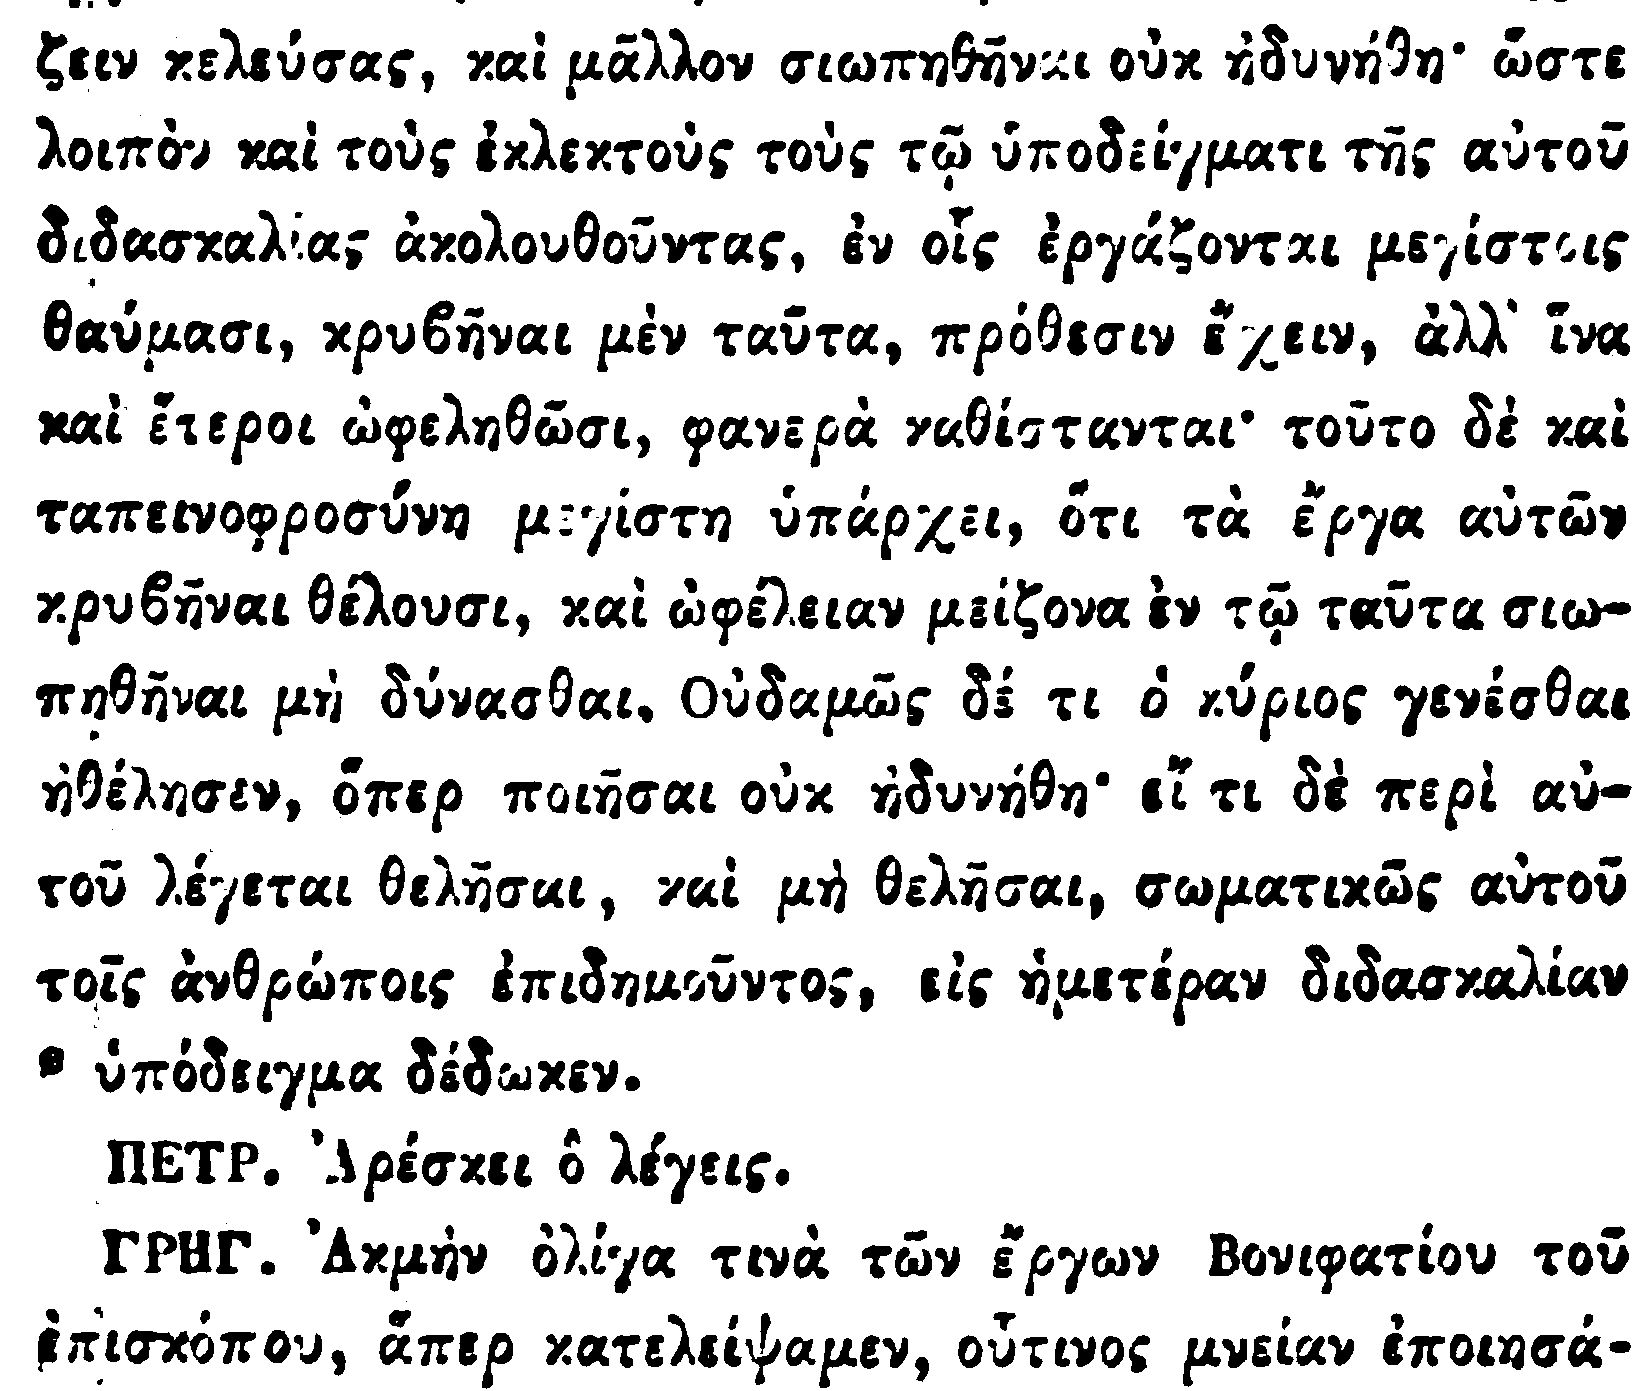 ζειν κελεύσας, καὶ μᾶλλον σιωπηθῆναι οὐκ ἠδυνήθη· ὥστε
λοιπὸν καὶ τοὺς ἐκλεκτοὺς τοὺς τῷ ὑποδείγματι τῆς αὐτοῦ
διδασκαλίας ἀκολουθοῦντας, ἐν οἷς ἐργάζονται μεγίστοις
θαύμασι, κρυβῆναι μὲν ταῦτα, πρόθεσιν ἔχειν, ἀλλ' ἵνα
καὶ ἕτεροι ὠφεληθῶσι, φανερὰ καθίστανται· τοῦτο δὲ καὶ
ταπεινοφροσύνη μεγίστη ὑπάρχει, ὅτι τὰ ἔργα αὐτῶν
κρυβῆναι θέλουσι, καὶ ὠφέλειαν μείζονα ἐν τῷ ταῦτα σιω-
πηθῆναι μὴ δύνασθαι. Οὐδαμῶς δέ τι ὁ κύριος γενέσθαι
ἠθέλησεν, ὅπερ ποιῆσαι οὐκ ἠδυνήθη· εἴ τι δὲ περὶ αὐ-
τοῦ λέγεται θελῆσαι, καὶ μὴ θελῆσαι, σωματικῶς αὐτοῦ
τοῖς ἀνθρώποις ἐπιδημοῦντος, εἰς ἡμετέραν διδασκαλίαν
ὑπόδειγμα δέδωκεν.
ΠΕΤΡ. Ἀρέσκει ὃ λέγεις.
ΓΡΗΓ. Ἀκμὴν ὀλίγα τινὰ τῶν ἔργων Βονιφατίου τοῦ
ἐπισκόπου, ἅπερ κατελείψαμεν, οὗτινος μνείαν ἐποιησά-